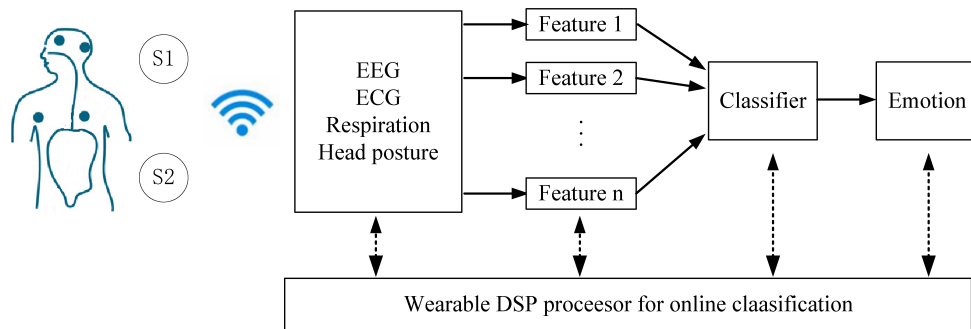 S1
S2
EEG
ECG
Respiration
Head posture
Feature 1
Feature 2
⋮
Feature n
Classifier
Emotion
Wearable DSP proceesor for online claasification